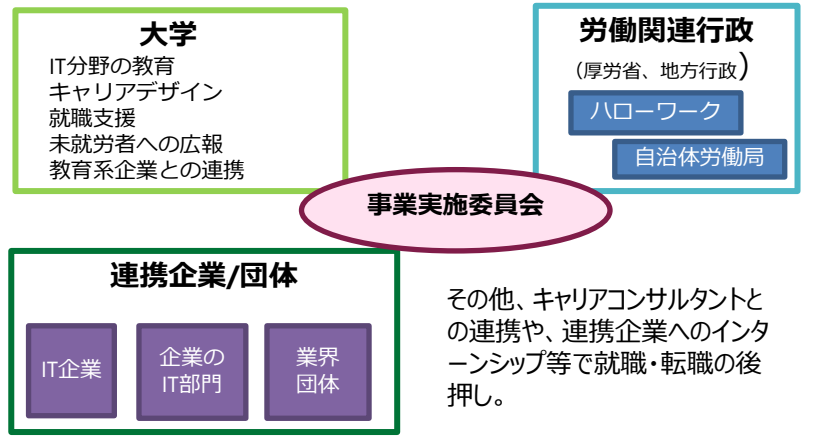 大学
IT分野の教育
キャリアデザイン
就職支援
未就労者への広報
教育系企業との連携
労働関連行政
（厚労省、地方行政）
ハローワーク
自治体労働局
事業実施委員会
連携企業/団体
IT企業
企業の
IT部門
業界
団体
その他、キャリアコンサルタントと
の連携や、連携企業へのインタ
ーンシップ等で就職・転職の後
押し。